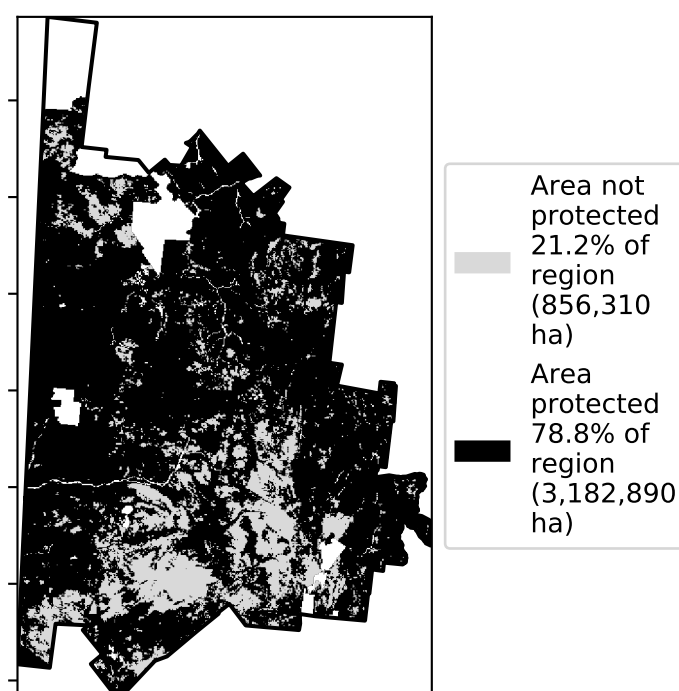 Area not
protected
21.2% of
region
(856,310
ha)
Area
protected
78.8% of
region
(3,182,890
ha)